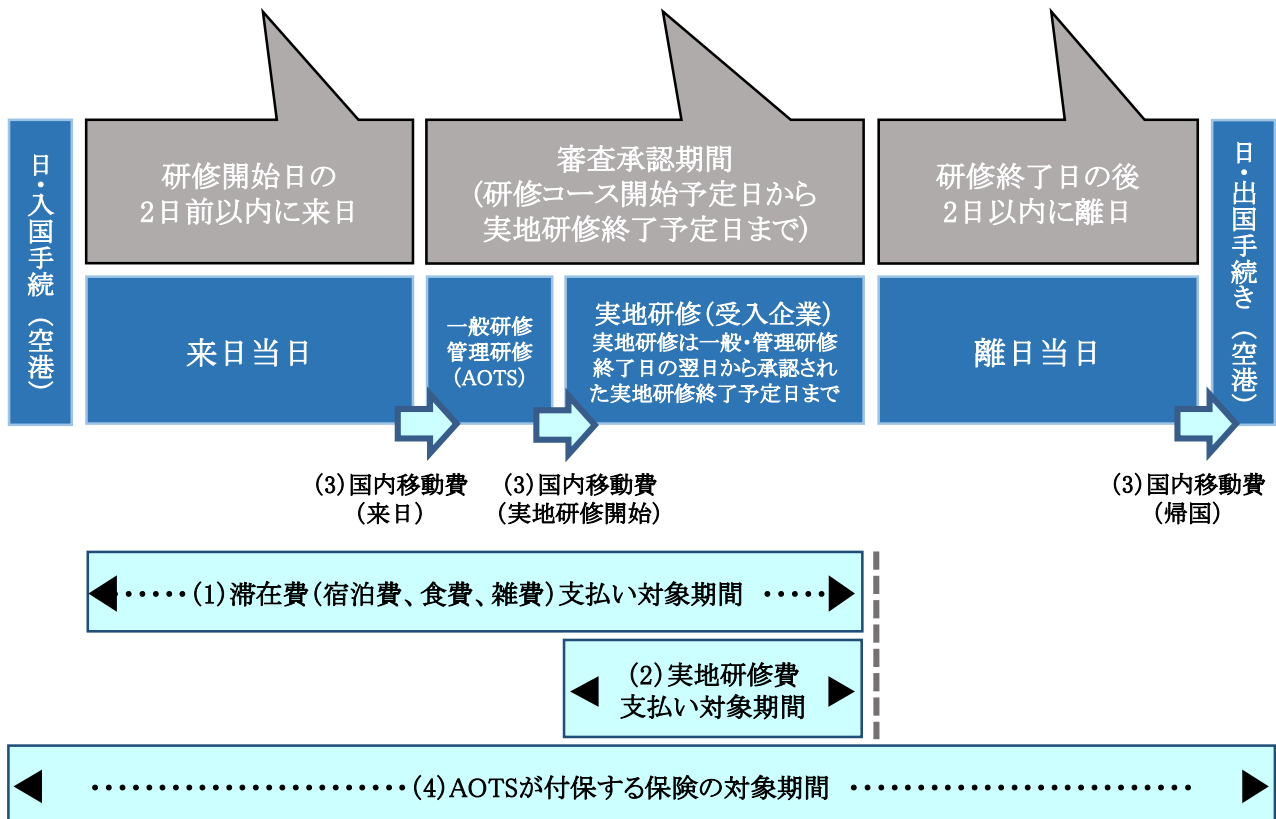 日・入国手続（空港）
研修開始日の
2日前以内に来日
審査承認期間
(研修コース開始予定日から
実地研修終了予定日まで)
研修終了日の後
2日以内に離日
日・出国手続き（空港）
来日当日
一般研修
管理研修
(AOTS)
実地研修(受入企業)
実地研修は一般・管理研修
終了日の翌日から承認され
た実地研修終了予定日まで
離日当日
(3)国内移動費
(来日)
(3)国内移動費
(実地研修開始)
(3)国内移動費
(帰国)
(1)滞在費(宿泊費、食費、雑費)支払い対象期間
(2)実地研修費
支払い対象期間
(4)AOTSが付保する保険の対象期間